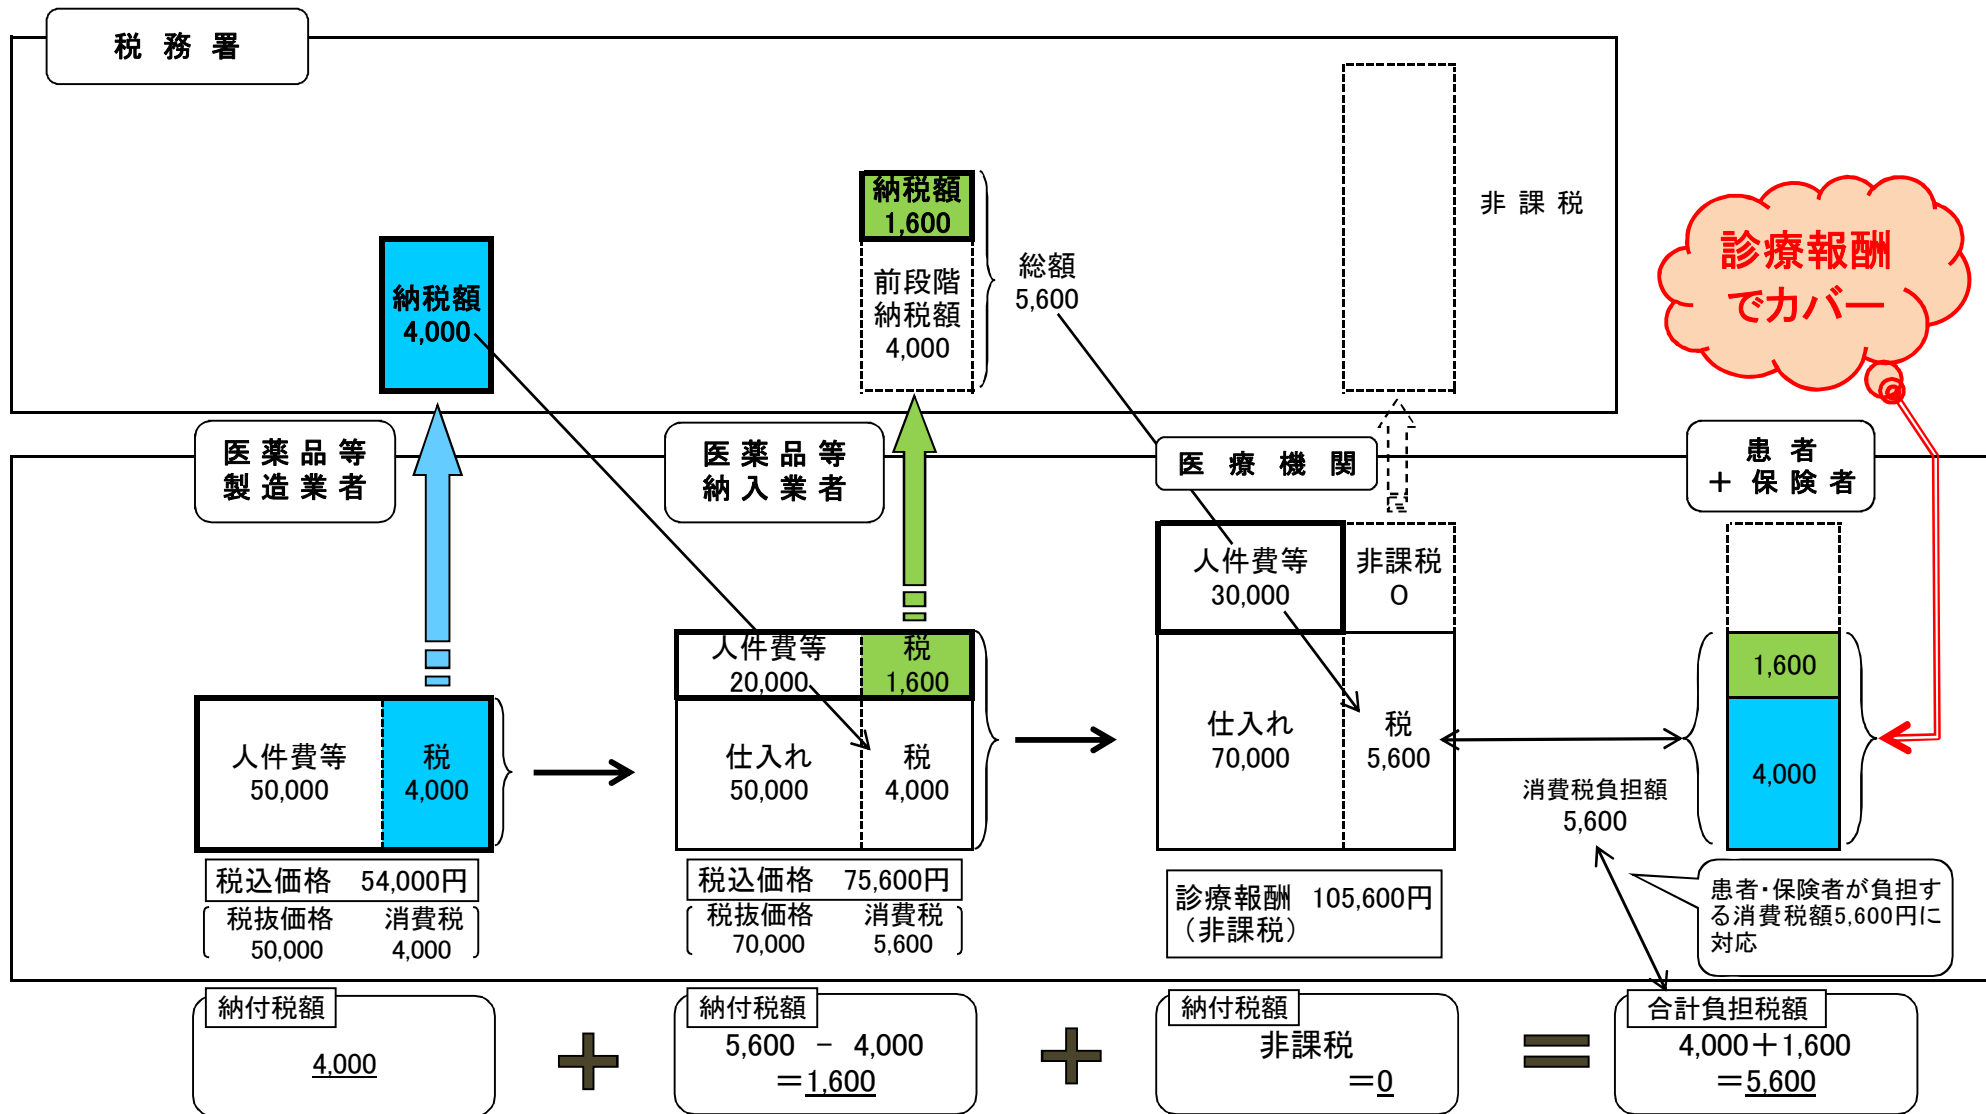 税務署
納税額
4,000
納税額
1,600
前段階
納税額
4,000
総額
5,600
非課税
診療報酬
でカバー
医薬品等
製造業者
医薬品等
納入業者
医療機関
患者
＋保険者
人件費等
50,000
税
4,000
人件費等
20,000
税
1,600
仕入れ
50,000
税
4,000
人件費等
30,000
非課税
0
仕入れ
70,000
税
5,600
1,600
4,000
消費税負担額
5,600
税込価格 54,000円
税抜価格 消費税
50,000 4,000
税込価格 75,600円
税抜価格 消費税
70,000 5,600
診療報酬 105,600円
（非課税）
患者・保険者が負担す
る消費税額5,600円に
対応
納付税額
4,000
＋
納付税額
5,600 － 4,000
＝1,600
＋
納付税額
非課税
＝0
＝
合計負担税額
4,000＋1,600
＝5,600